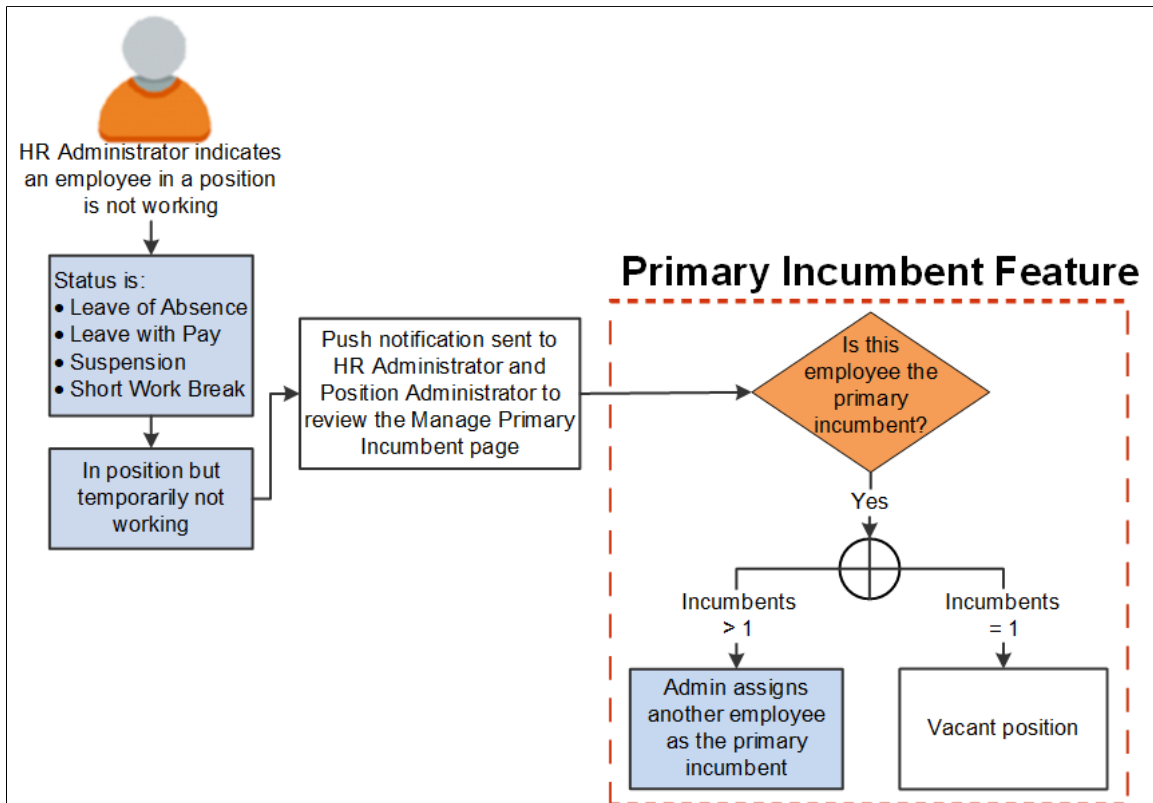 HR Administrator indicates
an employee in a position
is not working
Status is:
• Leave of Absence
• Leave with Pay
• Suspension
• Short Work Break
In position but
temporarily not
working
Push notification sent to
HR Administrator and
Position Administrator to
review the Manage Primary
Incumbent page
Primary Incumbent Feature
Is this
employee the
primary
incumbent?
Yes
Incumbents
> 1
Incumbents
= 1
Admin assigns
another employee
as the primary
incumbent
Vacant position